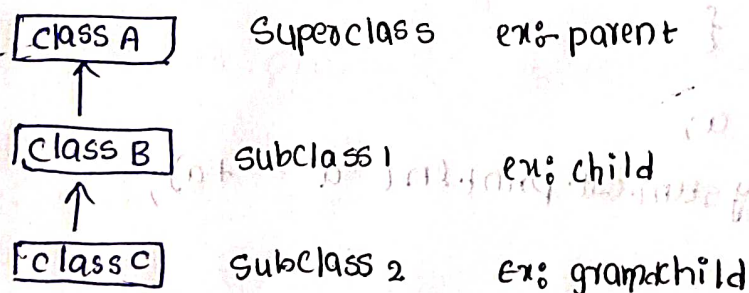 class A superclass ex:- parent
class B subclass 1 ex: child
class C subclass 2 Ex: grandchild